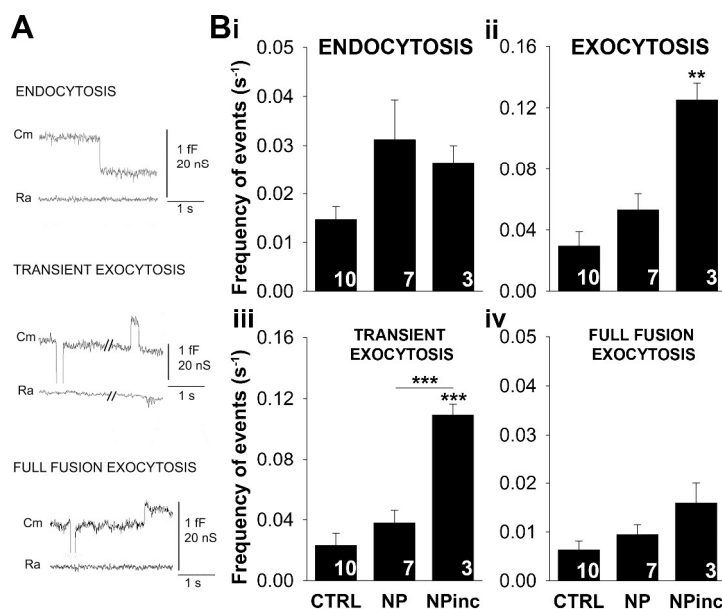 A
ENDOCYTOSIS
Cm
1 fF
20 nS
Ra
1 s
TRANSIENT EXOCYTOSIS
Cm
1 fF
20 nS
Ra
1 s
FULL FUSION EXOCYTOSIS
Cm
1 fF
20 nS
Ra
1 s
Bi
ENDOCYTOSIS
Frequency of events (s-1)
0.05
0.04
0.03
0.02
0.01
0.00
10
7
3
ii
EXOCYTOSIS
0.16
0.12
0.08
0.04
0.00
**
10
7
3
iii
TRANSIENT
EXOCYTOSIS
Frequency of events (s-1)
0.16
0.12
0.08
0.04
0.00
***
***
10
7
3
CTRL NP NPinc
iv
FULL FUSION
EXOCYTOSIS
0.05
0.04
0.03
0.02
0.01
0.00
10
7
3
CTRL NP NPinc